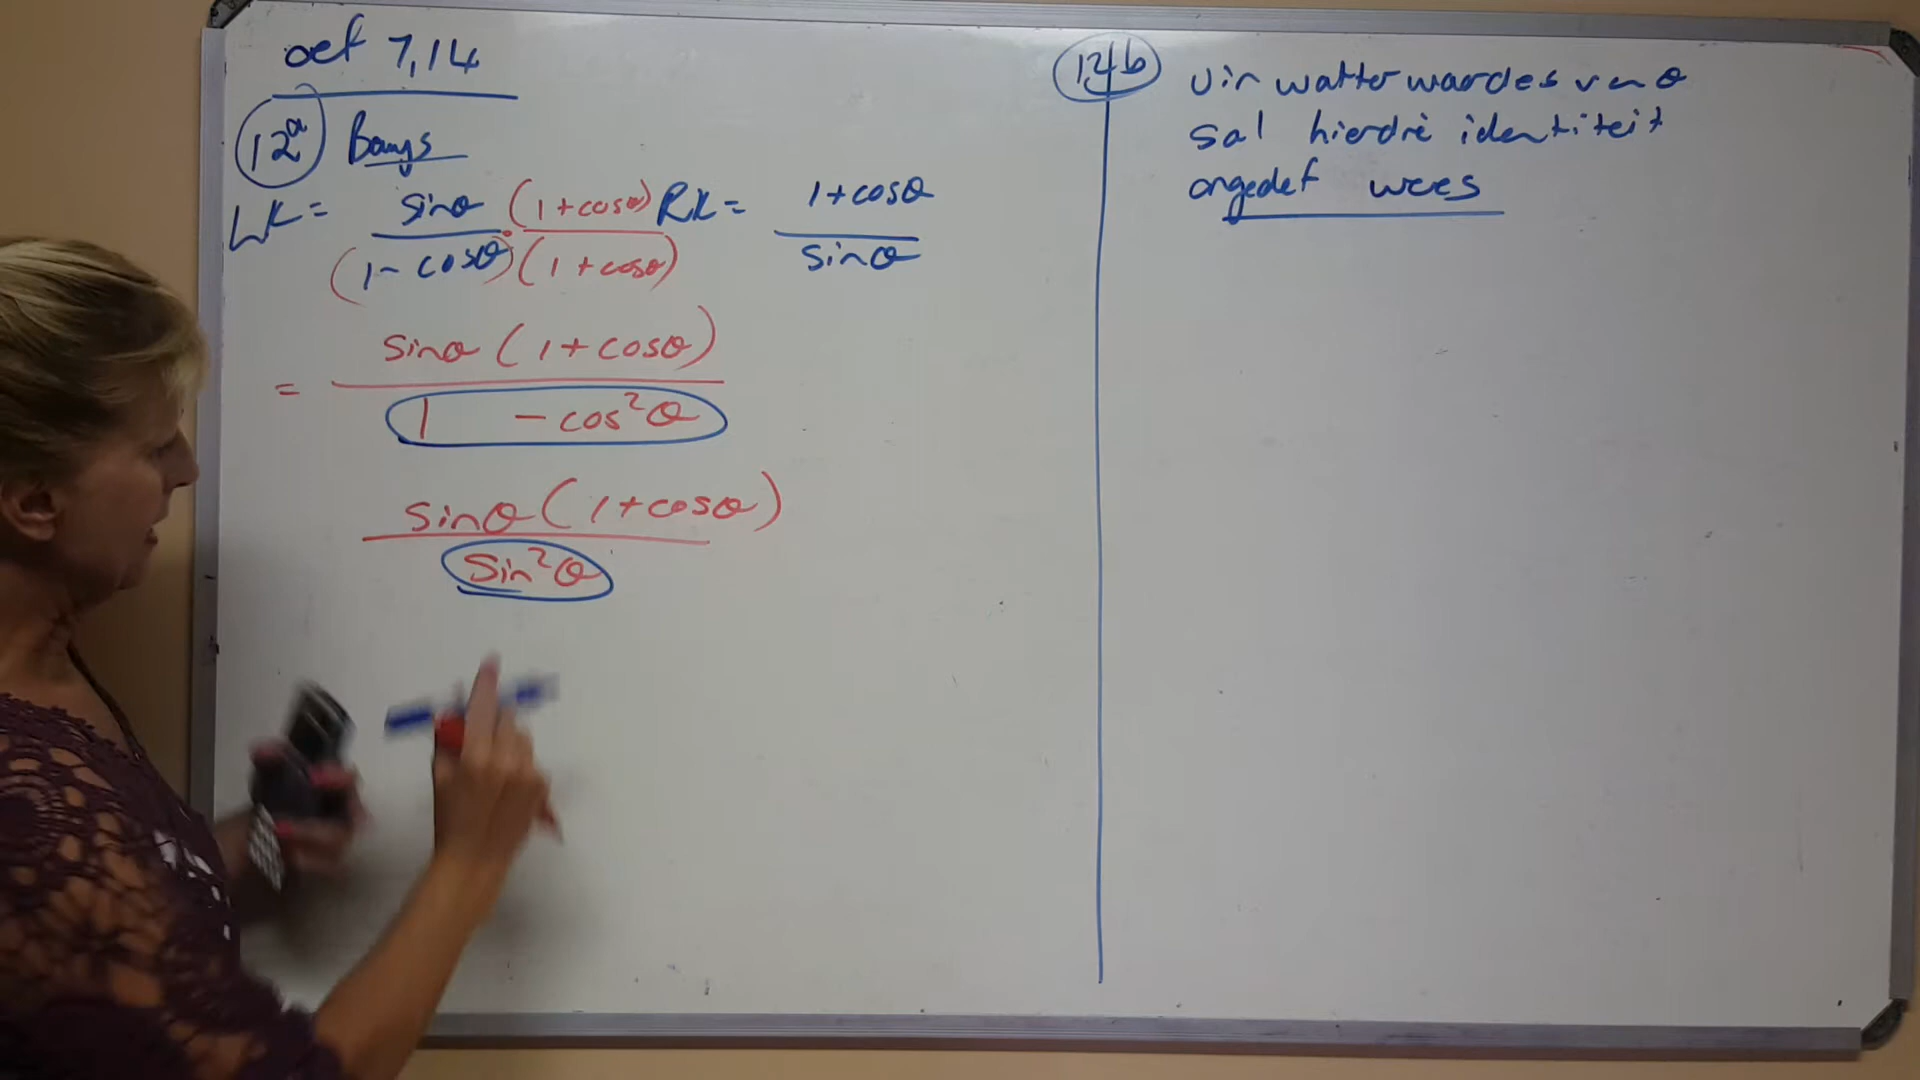 oef 7,14
12a Bewys
LK = sinθ/(1 - cosθ) · (1+cosθ)/(1+cosθ) RK = 1+cosθ/sinθ
= sinθ(1+cosθ)/1 - cos²θ
sinθ(1+cosθ)/sin²θ
12b Vir watter waardes van θ
sal hierdie identiteit
ongedef wees